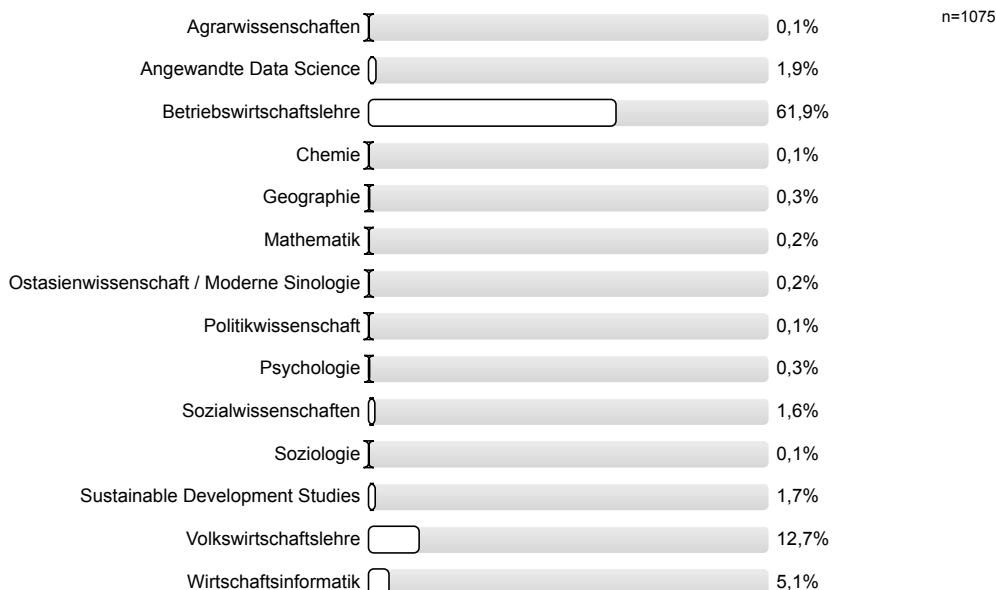 n=1075
Agrarwissenschaften 0,1%
Angewandte Data Science 1,9%
Betriebswirtschaftslehre 61,9%
Chemie 0,1%
Geographie 0,3%
Mathematik 0,2%
Ostasienwissenschaft / Moderne Sinologie 0,2%
Politikwissenschaft 0,1%
Psychologie 0,3%
Sozialwissenschaften 1,6%
Soziologie 0,1%
Sustainable Development Studies 1,7%
Volkswirtschaftslehre 12,7%
Wirtschaftsinformatik 5,1%